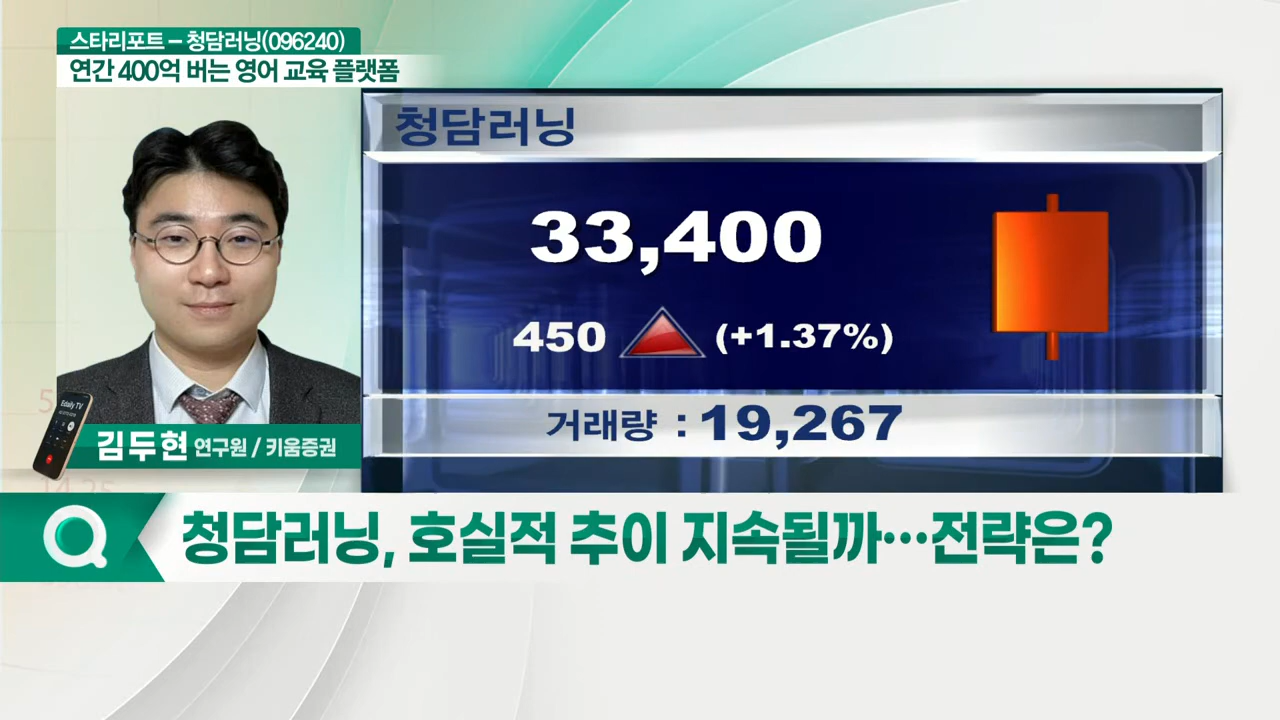 스타리포트 – 청담러닝(096240)
연간 400억 버는 영어 교육 플랫폼
청담러닝
33,400
450 (+1.37%)
거래량 : 19,267
Edaily TV
김두현 연구원 / 키움증권
Q 청담러닝, 호실적 추이 지속될까…전략은?